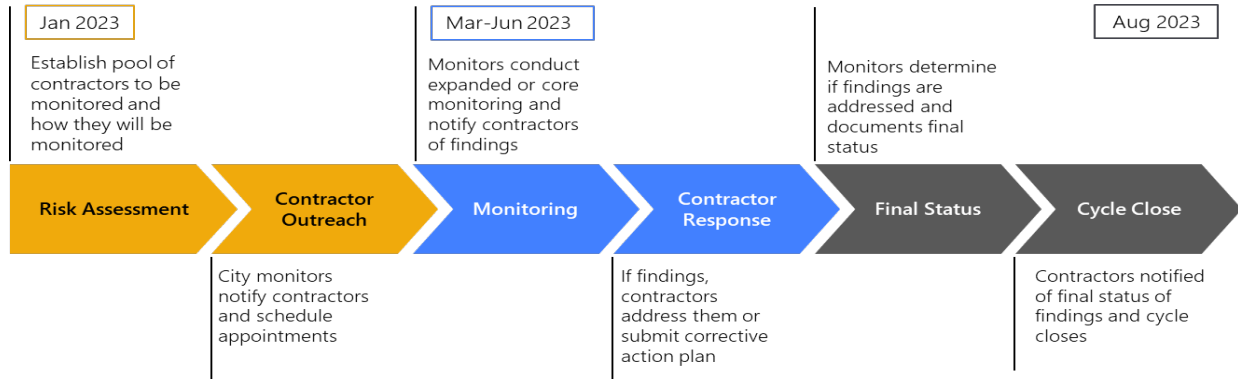 Jan 2023
Mar-Jun 2023
Aug 2023
Establish pool of
contractors to be
monitored and
how they will be
monitored
Monitors conduct
expanded or core
monitoring and
notify contractors
of findings
Monitors determine
if findings are
addressed and
documents final
status
Risk Assessment
Contractor
Outreach
Monitoring
Contractor
Response
Final Status
Cycle Close
City monitors
notify contractors
and schedule
appointments
If findings,
contractors
address them or
submit corrective
action plan
Contractors notified
of final status of
findings and cycle
closes